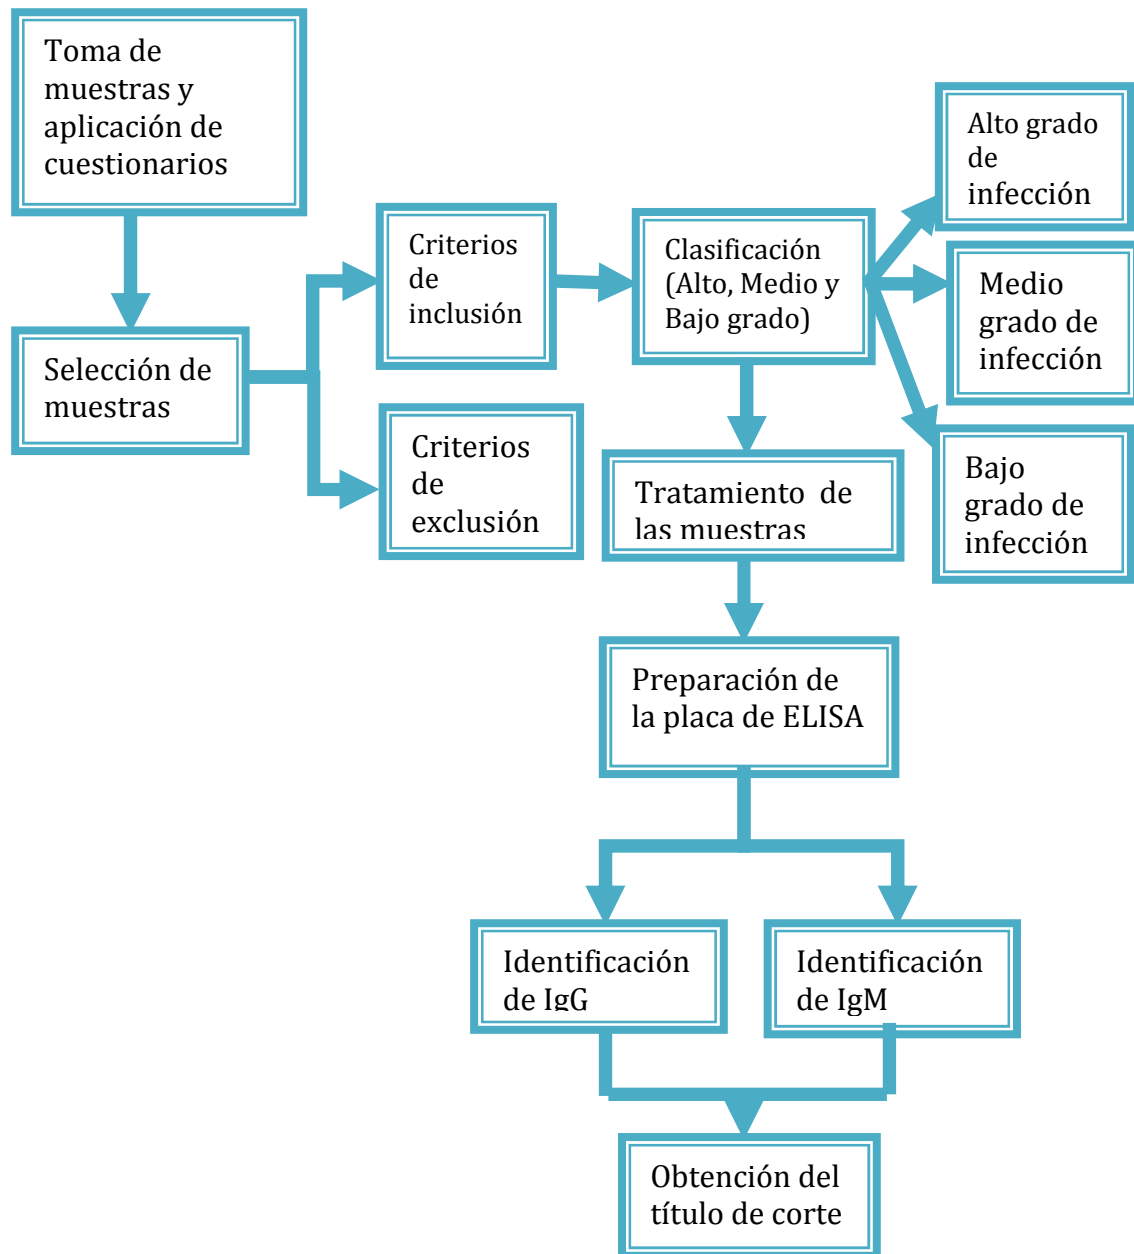 Toma de
muestras y
aplicación de
cuestionarios
Selección de
muestras
Criterios
de
inclusión
Criterios
de
exclusión
Clasificación
(Alto, Medio y
Bajo grado)
Alto grado
de
infección
Medio
grado de
infección
Bajo
grado de
infección
Tratamiento de
las muestras
Preparación de
la placa de ELISA
Identificación
de IgG
Identificación
de IgM
Obtención del
título de corte